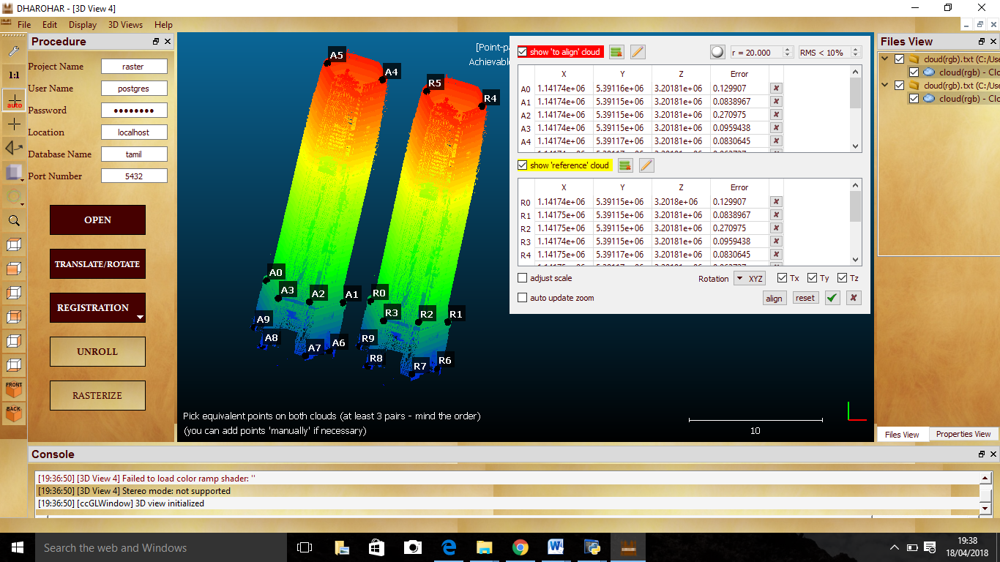 DHAROHAR - [3D View 4]
File Edit Display 3D Views Help
Procedure
Project Name raster
User Name postgres
Password ●●●●●●●●
Location localhost
Database Name tamil
Port Number 5432
OPEN
TRANSLATE/ROTATE
REGISTRATION
UNROLL
RASTERIZE
1:1
auto
FRONT
BACK
[Point-pa
Achievable
A5
A4
R5
R4
A0
A3
A2
A1
R0
R3
R2
R1
A9
A8
A7
A6
R9
R8
R7
R6
Pick equivalent points on both clouds (at least 3 pairs - mind the order)
(you can add points 'manually' if necessary)
10
show 'to align' cloud r = 20.000 RMS < 10%
X Y Z Error
A0 1.14174e+06 5.39116e+06 3.20181e+06 0.129907
A1 1.14174e+06 5.39115e+06 3.20181e+06 0.0838967
A2 1.14174e+06 5.39115e+06 3.20181e+06 0.270975
A3 1.14174e+06 5.39115e+06 3.20181e+06 0.0959438
A4 1.14174e+06 5.39117e+06 3.20181e+06 0.0830645
show 'reference' cloud
X Y Z Error
R0 1.14174e+06 5.39115e+06 3.2018e+06 0.129907
R1 1.14175e+06 5.39115e+06 3.20181e+06 0.0838967
R2 1.14175e+06 5.39115e+06 3.20181e+06 0.270975
R3 1.14174e+06 5.39115e+06 3.20181e+06 0.0959438
R4 1.14175e+06 5.39117e+06 3.20181e+06 0.0830645
adjust scale Rotation XYZ Tx Ty Tz
auto update zoom align reset
Files View
cloud(rgb).txt (C:/Use
cloud(rgb) - Clo
cloud(rgb).txt (C:/Use
cloud(rgb) - Clo
Files View Properties View
Console
[19:36:50] [3D View 4] Failed to load color ramp shader: ''
[19:36:50] [3D View 4] Stereo mode: not supported
[19:36:50] [ccGLWindow] 3D view initialized
Search the web and Windows
19:38
18/04/2018